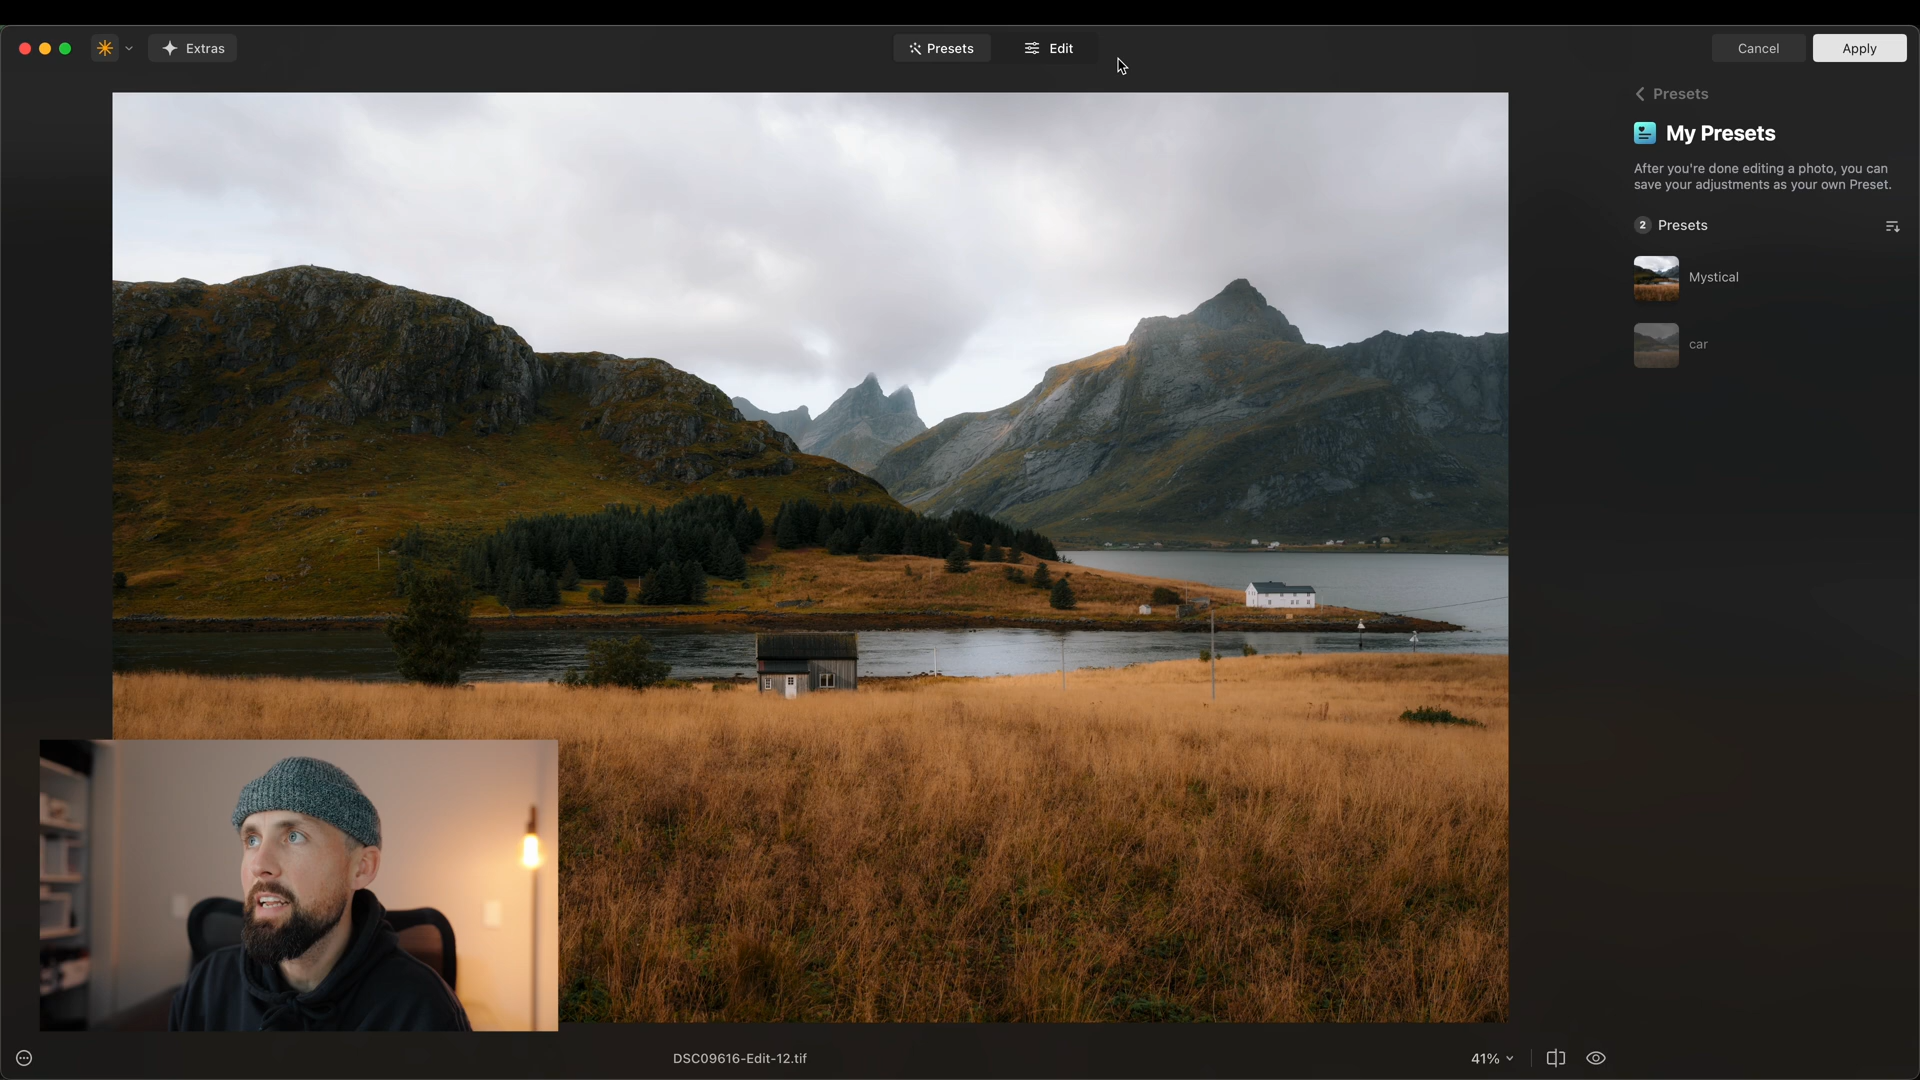 Extras
Presets
Edit
Cancel
Apply
Presets
My Presets
After you're done editing a photo, you can
save your adjustments as your own Preset.
2 Presets
Mystical
car
DSC09616-Edit-12.tif
41%